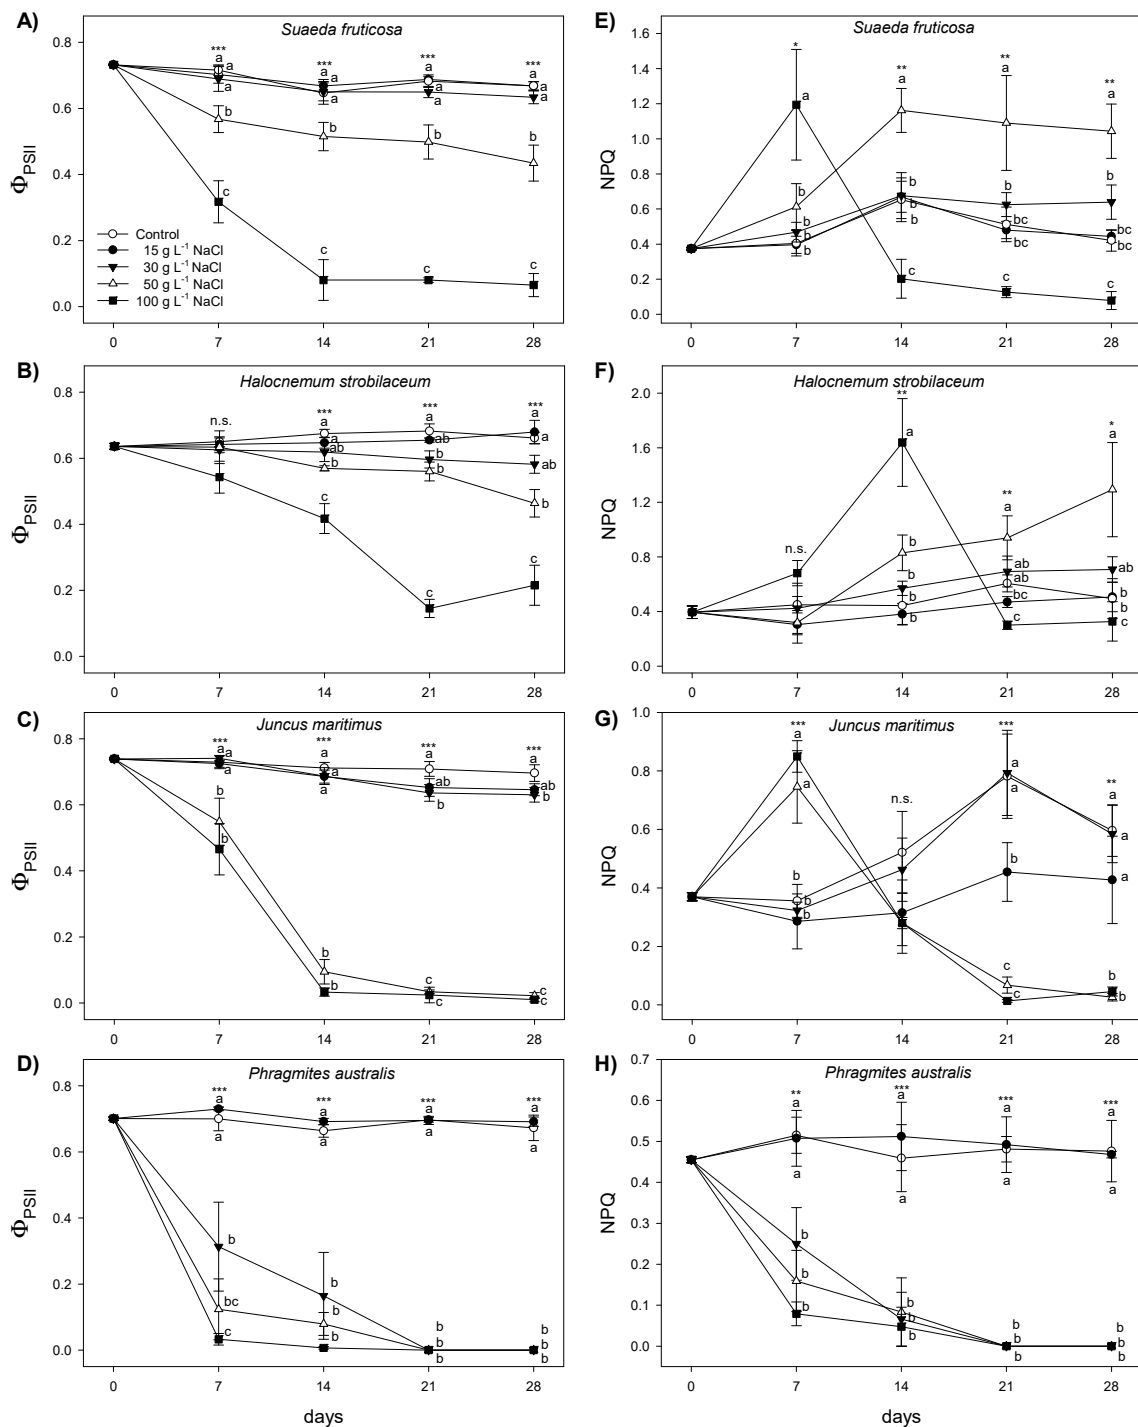 A)
Suaeda fruticosa
0.8
***
***
***
***
a
a
a
a
a
a
a
a
a
a
a
a
0.6
b
b
b
b
ΦPSII
0.4
c
0.2
Control
15 g L-1 NaCl
30 g L-1 NaCl
50 g L-1 NaCl
100 g L-1 NaCl
c
c
c
0.0
0
7
14
21
28
E)
Suaeda fruticosa
1.6
*
**
**
**
1.4
a
a
a
a
1.2
1.0
NPQ
0.8
b
b
b
b
0.6
b
b
b
b
bc
bc
bc
bc
0.4
0.2
c
c
c
0.0
0
7
14
21
28
B)
Halocnemum strobilaceum
0.8
n.s.
***
***
***
a
a
a
a
ab
a
0.6
ab
b
ab
b
b
b
ΦPSII
0.4
c
0.2
c
c
0.0
0
7
14
21
28
F)
Halocnemum strobilaceum
2.0
**
*
a
a
1.6
**
a
1.2
NPQ
n.s.
b
0.8
b
ab
ab
ab
b
bc
b
b
0.4
b
c
c
0.0
0
7
14
21
28
C)
Juncus maritimus
0.8
***
***
***
***
a
a
a
a
a
a
a
a
ab
ab
b
b
0.6
b
ΦPSII
0.4
b
0.2
b
b
c
c
c
c
0.0
0
7
14
21
28
G)
Juncus maritimus
1.0
***
***
a
a
n.s.
a
a
**
a
0.8
NPQ
0.6
a
b
a
0.4
b
b
0.2
c
c
b
b
0.0
0
7
14
21
28
D)
Phragmites australis
0.8
***
***
***
***
a
a
a
a
a
a
a
a
0.6
ΦPSII
0.4
b
0.2
b
bc
b
c
b
b
b
b
b
b
b
0.0
0
7
14
21
28
days
H)
Phragmites australis
0.7
**
***
***
***
a
a
a
a
0.6
0.5
a
a
a
a
NPQ
0.4
0.3
b
0.2
b
b
0.1
b
b
b
b
b
b
b
b
b
0.0
0
7
14
21
28
days